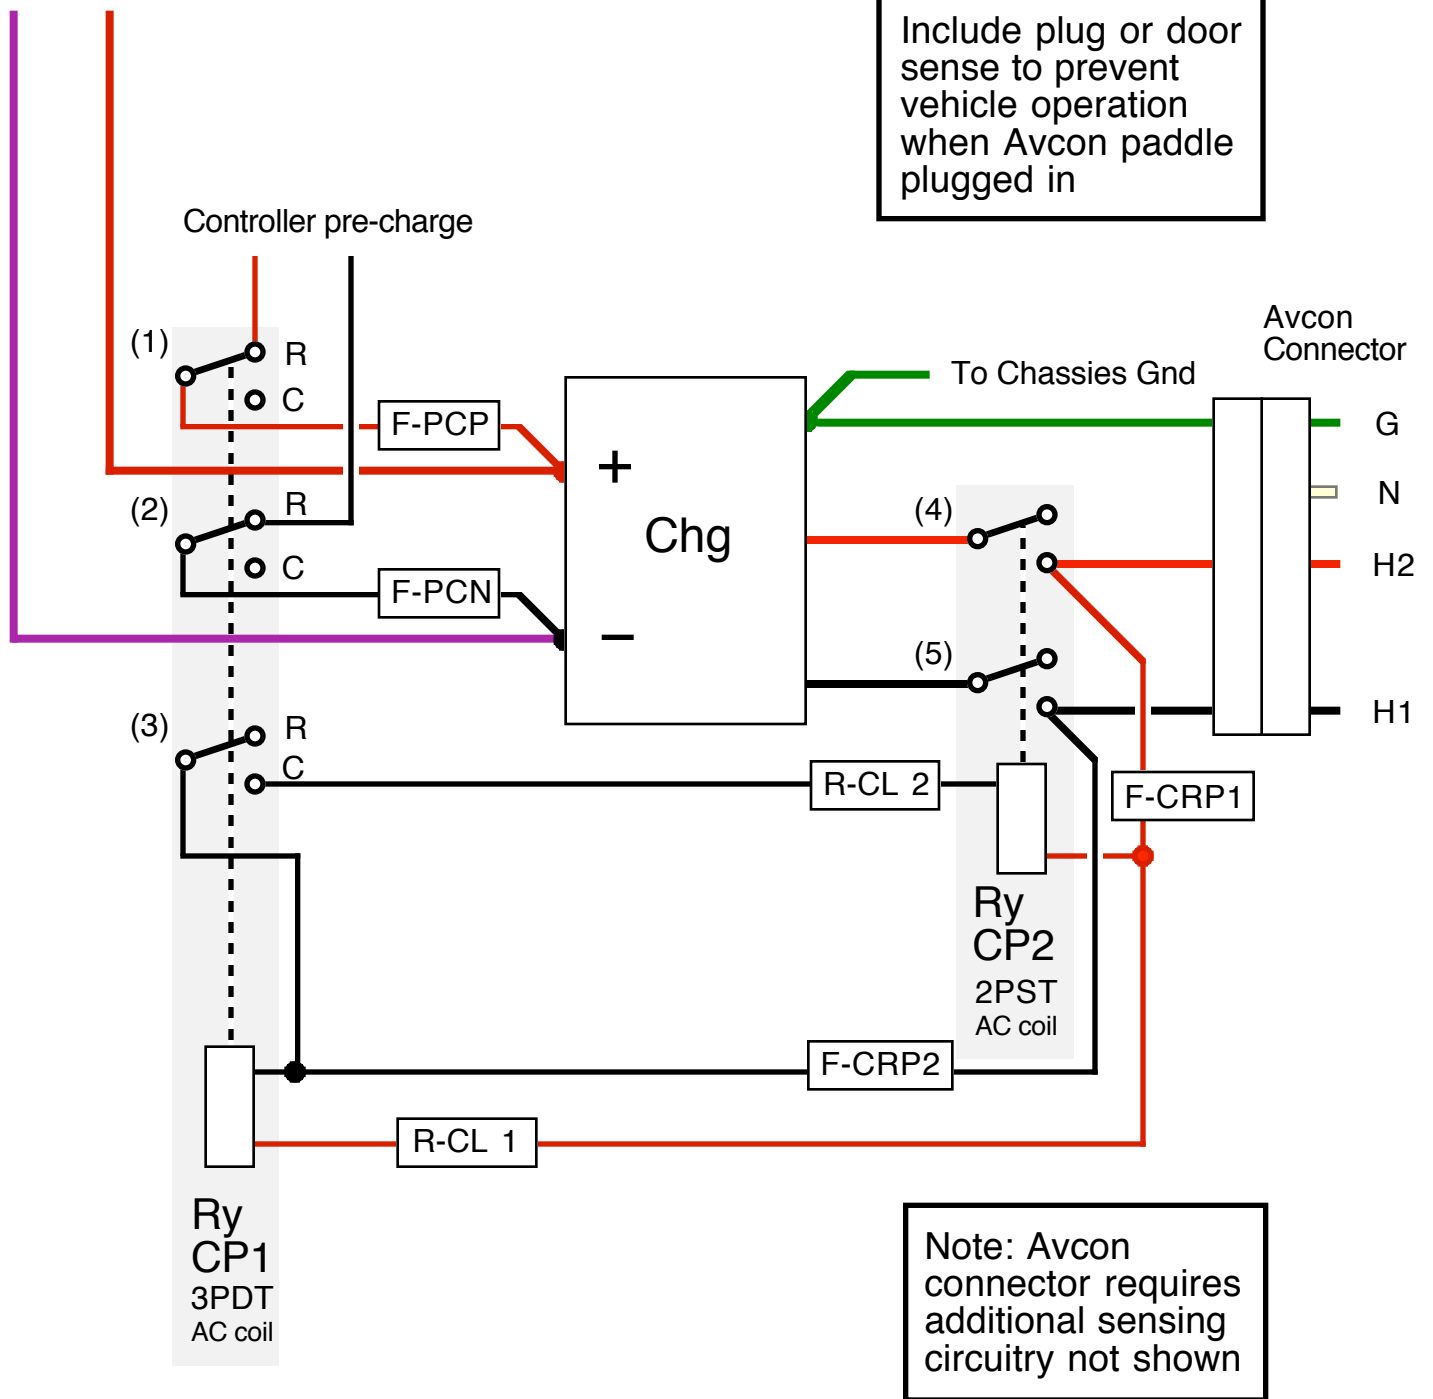 Include plug or door
sense to prevent
vehicle operation
when Avcon paddle
plugged in
Controller pre-charge
Avcon
Connector
(1)
R
C
To Chassies Gnd
F-PCP
G
+
N
(2)
R
(4)
Chg
C
H2
F-PCN
−
(5)
(3)
R
H1
C
R-CL 2
F-CRP1
Ry
CP2
2PST
AC coil
F-CRP2
R-CL 1
Ry
CP1
3PDT
AC coil
Note: Avcon
connector requires
additional sensing
circuitry not shown